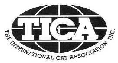 TICA
THE INTERNATIONAL CAT ASSOCIATION, INC.